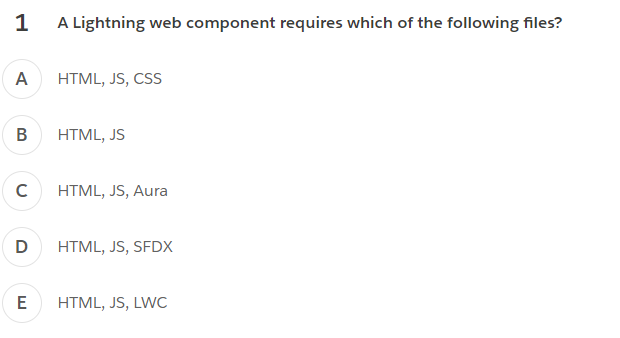 1 A Lightning web component requires which of the following files?
A HTML, JS, CSS
B HTML, JS
C HTML, JS, Aura
D HTML, JS, SFDX
E HTML, JS, LWC